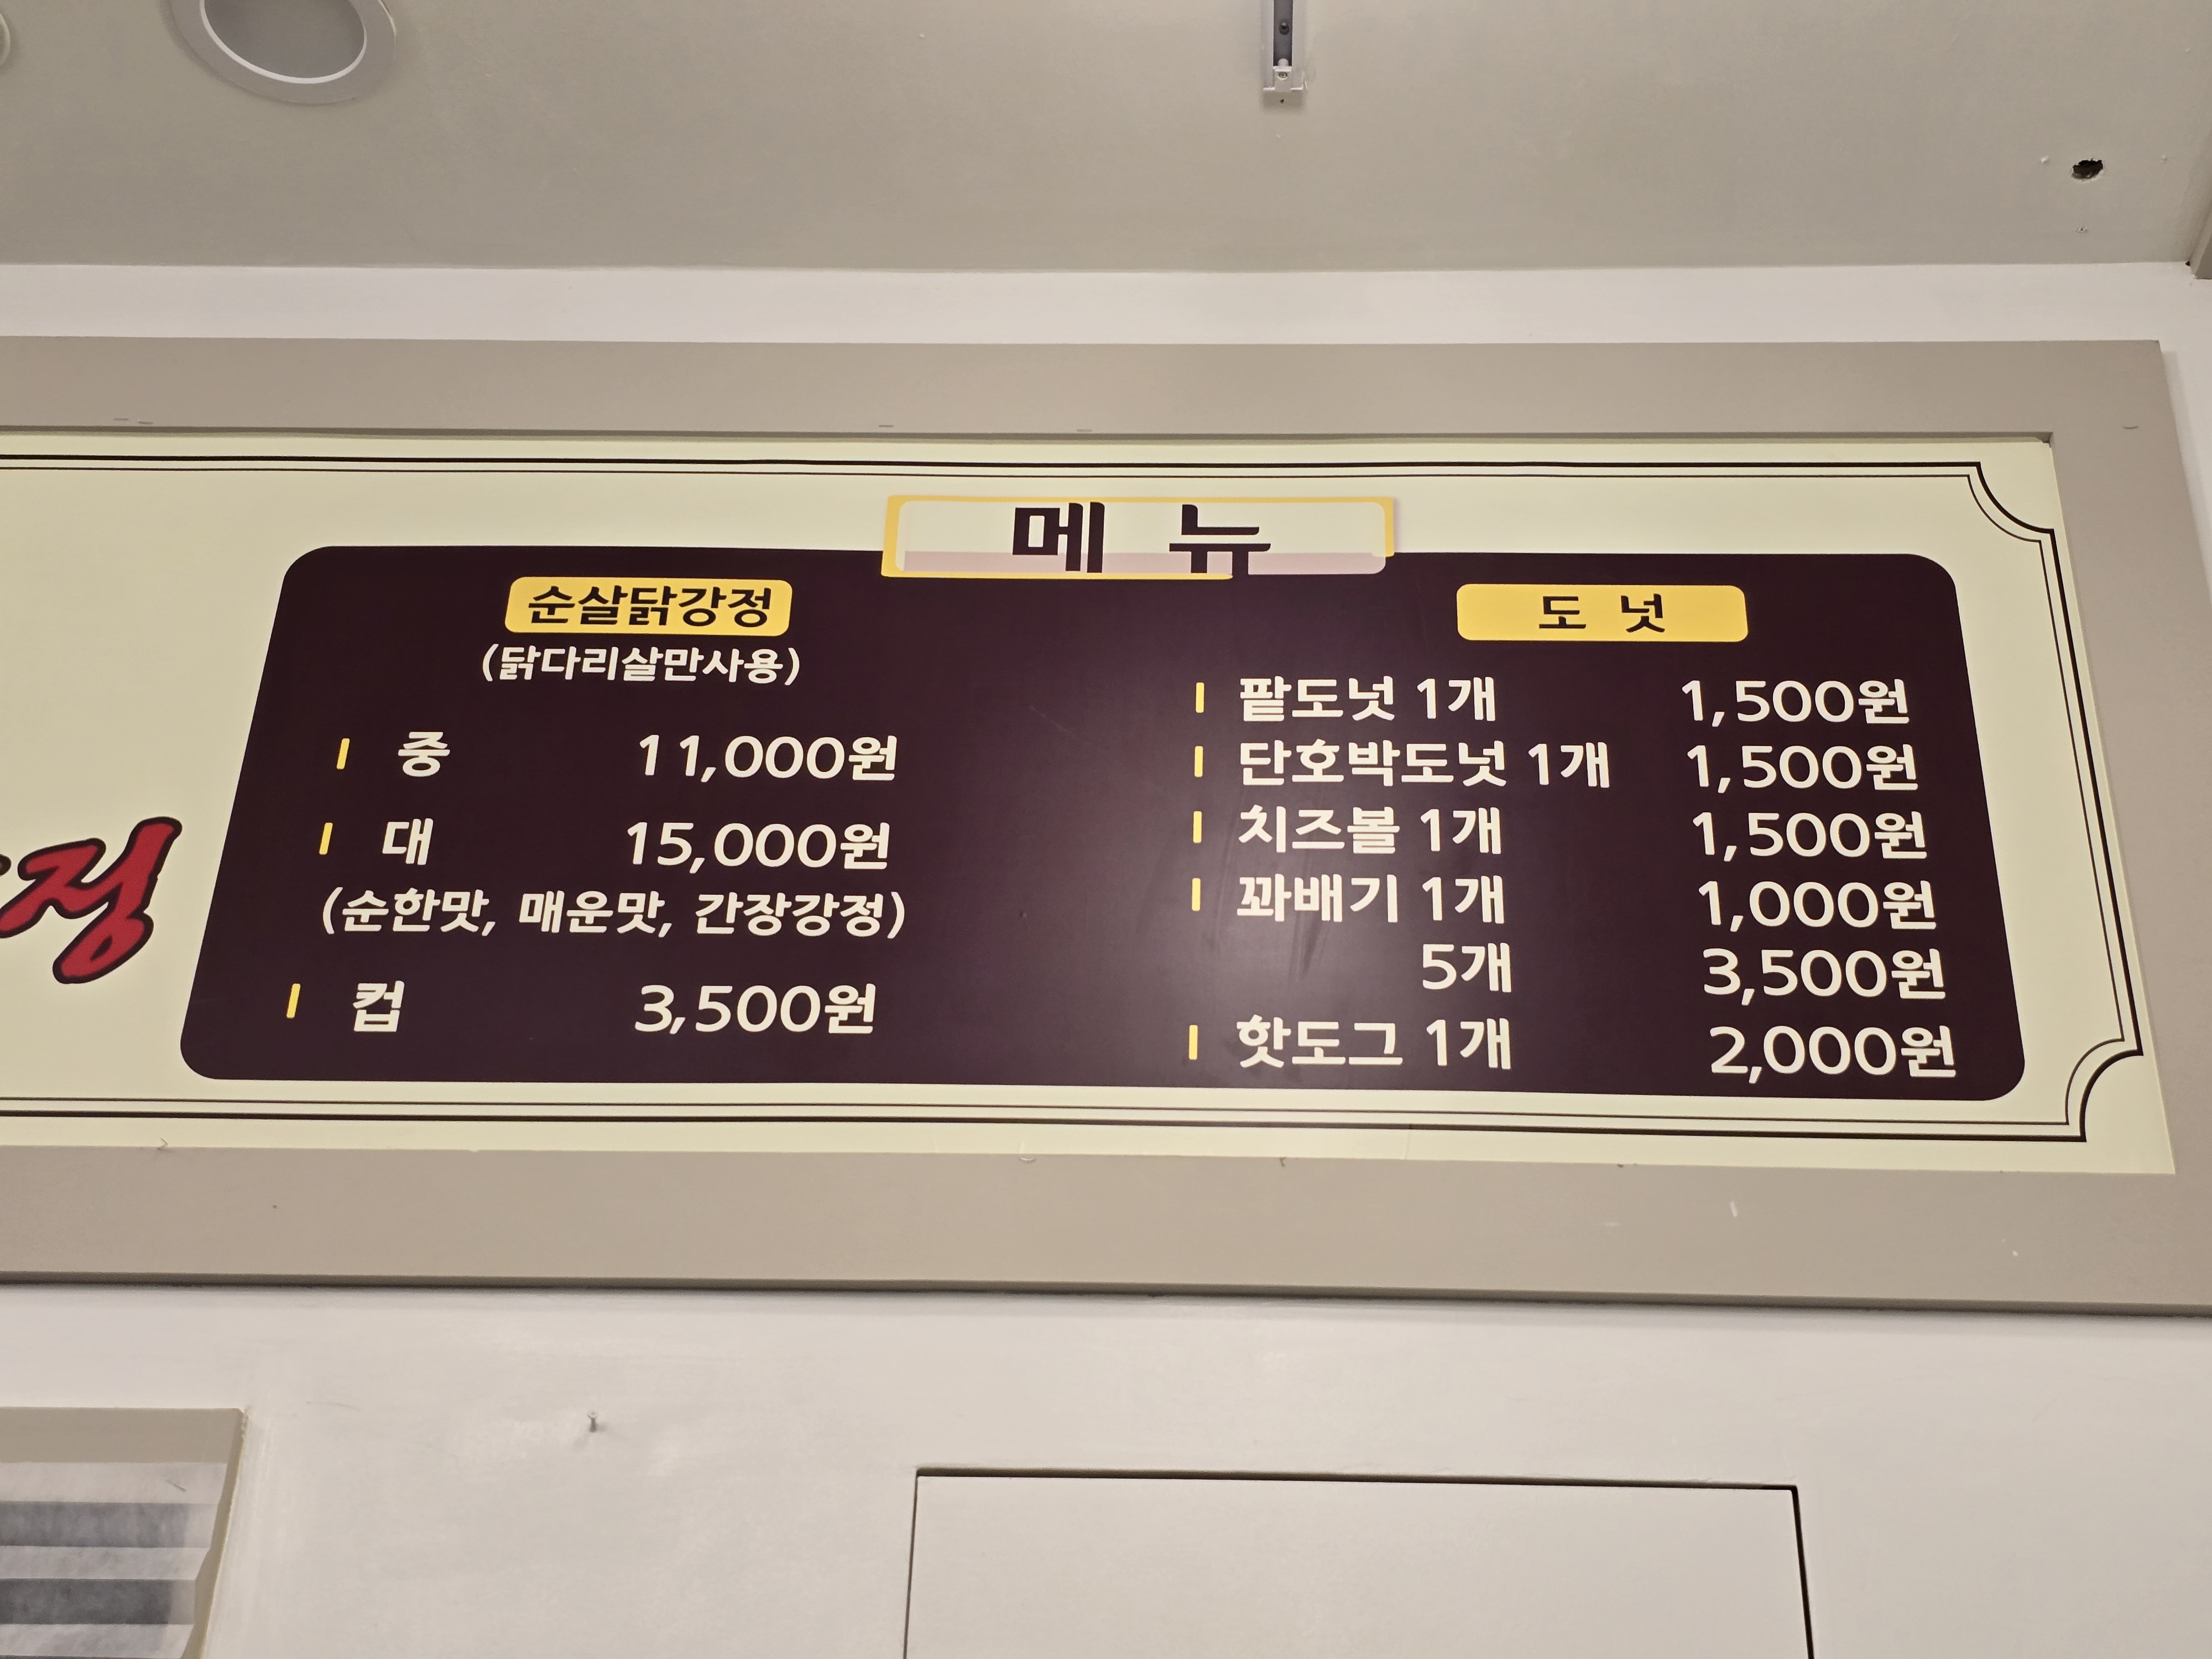 메 뉴
순살닭강정
(닭다리살만사용)
중 11,000원
대 15,000원
(순한맛, 매운맛, 간장강정)
컵 3,500원
도 넛
팥도넛 1개 1,500원
단호박도넛 1개 1,500원
치즈볼 1개 1,500원
꽈배기 1개 1,000원
5개 3,500원
핫도그 1개 2,000원
정